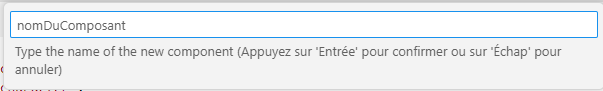 nomDuComposant
Type the name of the new component (Appuyez sur 'Entrée' pour confirmer ou sur 'Échap' pour
annuler)